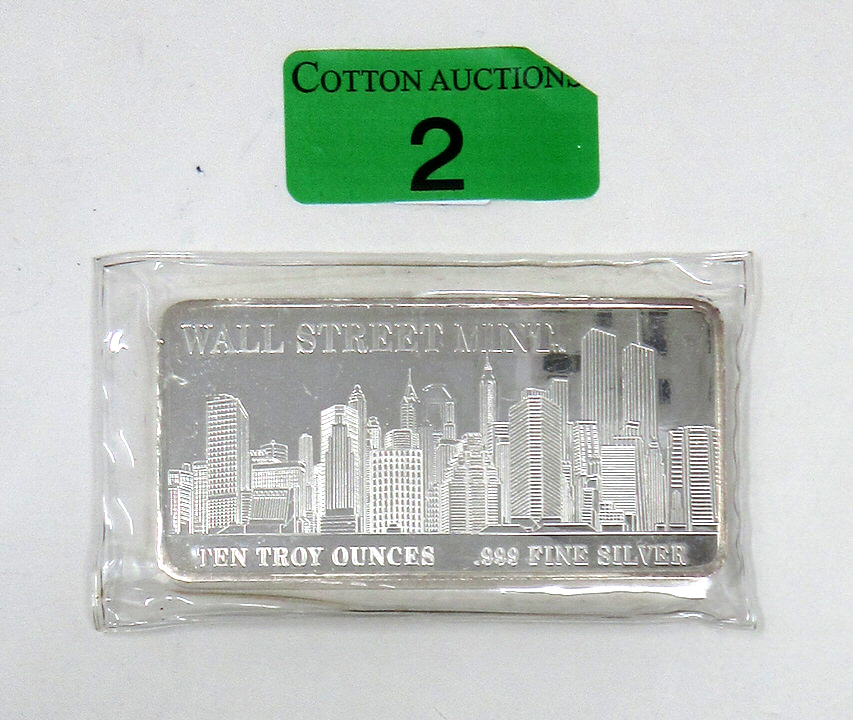 COTTON AUCTIONS
2
WALL STREET MINT
TEN TROY OUNCES .999 FINE SILVER